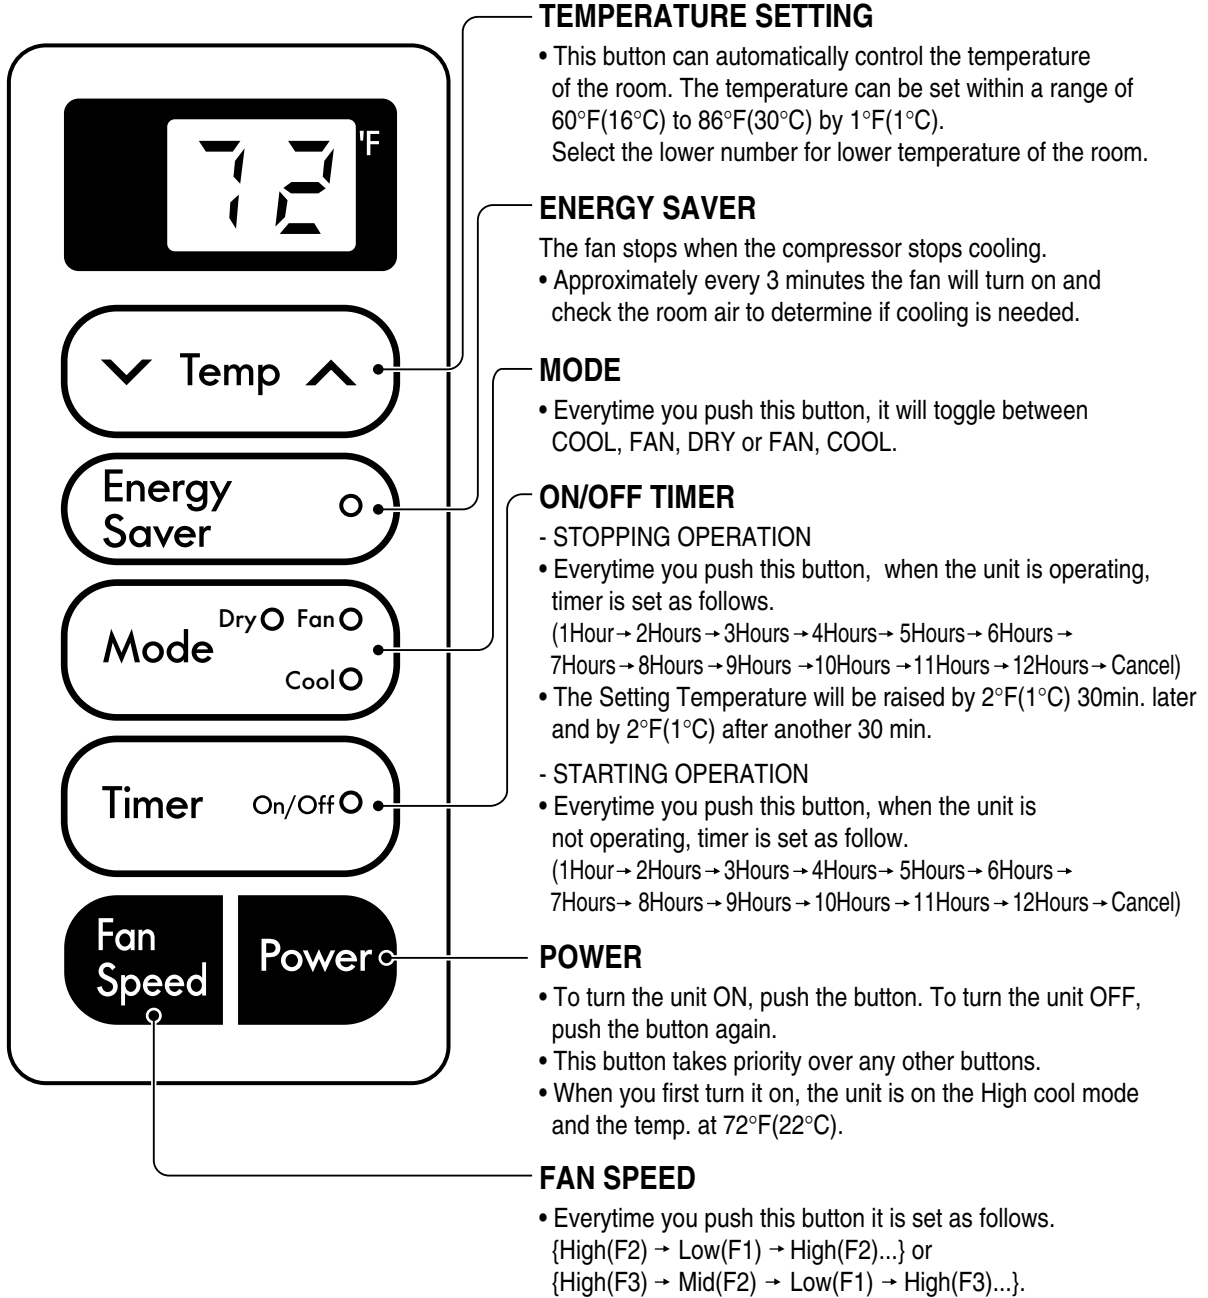 TEMPERATURE SETTING
• This button can automatically control the temperature
of the room. The temperature can be set within a range of
60°F(16°C) to 86°F(30°C) by 1°F(1°C).
Select the lower number for lower temperature of the room.
ENERGY SAVER
The fan stops when the compressor stops cooling.
• Approximately every 3 minutes the fan will turn on and
check the room air to determine if cooling is needed.
MODE
• Everytime you push this button, it will toggle between
COOL, FAN, DRY or FAN, COOL.
ON/OFF TIMER
- STOPPING OPERATION
• Everytime you push this button, when the unit is operating,
timer is set as follows.
(1Hour→ 2Hours→3Hours→4Hours→ 5Hours→ 6Hours→
7Hours→8Hours→9Hours →10Hours→11Hours→12Hours→Cancel)
• The Setting Temperature will be raised by 2°F(1°C) 30min. later
and by 2°F(1°C) after another 30 min.
- STARTING OPERATION
• Everytime you push this button, when the unit is
not operating, timer is set as follow.
(1Hour→ 2Hours→3Hours→4Hours→ 5Hours→ 6Hours→
7Hours→ 8Hours→9Hours→10Hours→11Hours→12Hours→Cancel)
POWER
• To turn the unit ON, push the button. To turn the unit OFF,
push the button again.
• This button takes priority over any other buttons.
• When you first turn it on, the unit is on the High cool mode
and the temp. at 72°F(22°C).
FAN SPEED
• Everytime you push this button it is set as follows.
{High(F2) → Low(F1) → High(F2)...} or
{High(F3) → Mid(F2) → Low(F1) → High(F3)...}.
72 °F
Temp
Energy
Saver
Dry Fan
Mode
Cool
Timer On/Off
Fan
Speed
Power